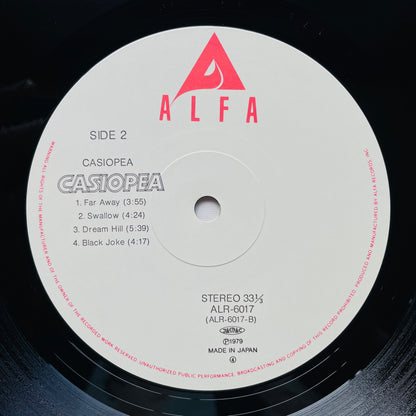 ALFA
SIDE 2
CASIOPEA
CASIOPEA
1. Far Away (3:55)
2. Swallow (4:24)
3. Dream Hill (5:39)
4. Black Joke (4:17)
STEREO 33⅓
ALR-6017
(ALR-6017-B)
JASRAC
Ⓟ1979
MADE IN JAPAN
④
WARNING: ALL RIGHTS OF THE MANUFACTURER AND OF THE OWNER OF THE RECORDED WORK RESERVED. UNAUTHORIZED PUBLIC PERFORMANCE, BROADCASTING AND COPYING OF THIS RECORD PROHIBITED. PRODUCED AND MANUFACTURED BY ALFA RECORDS, INC.